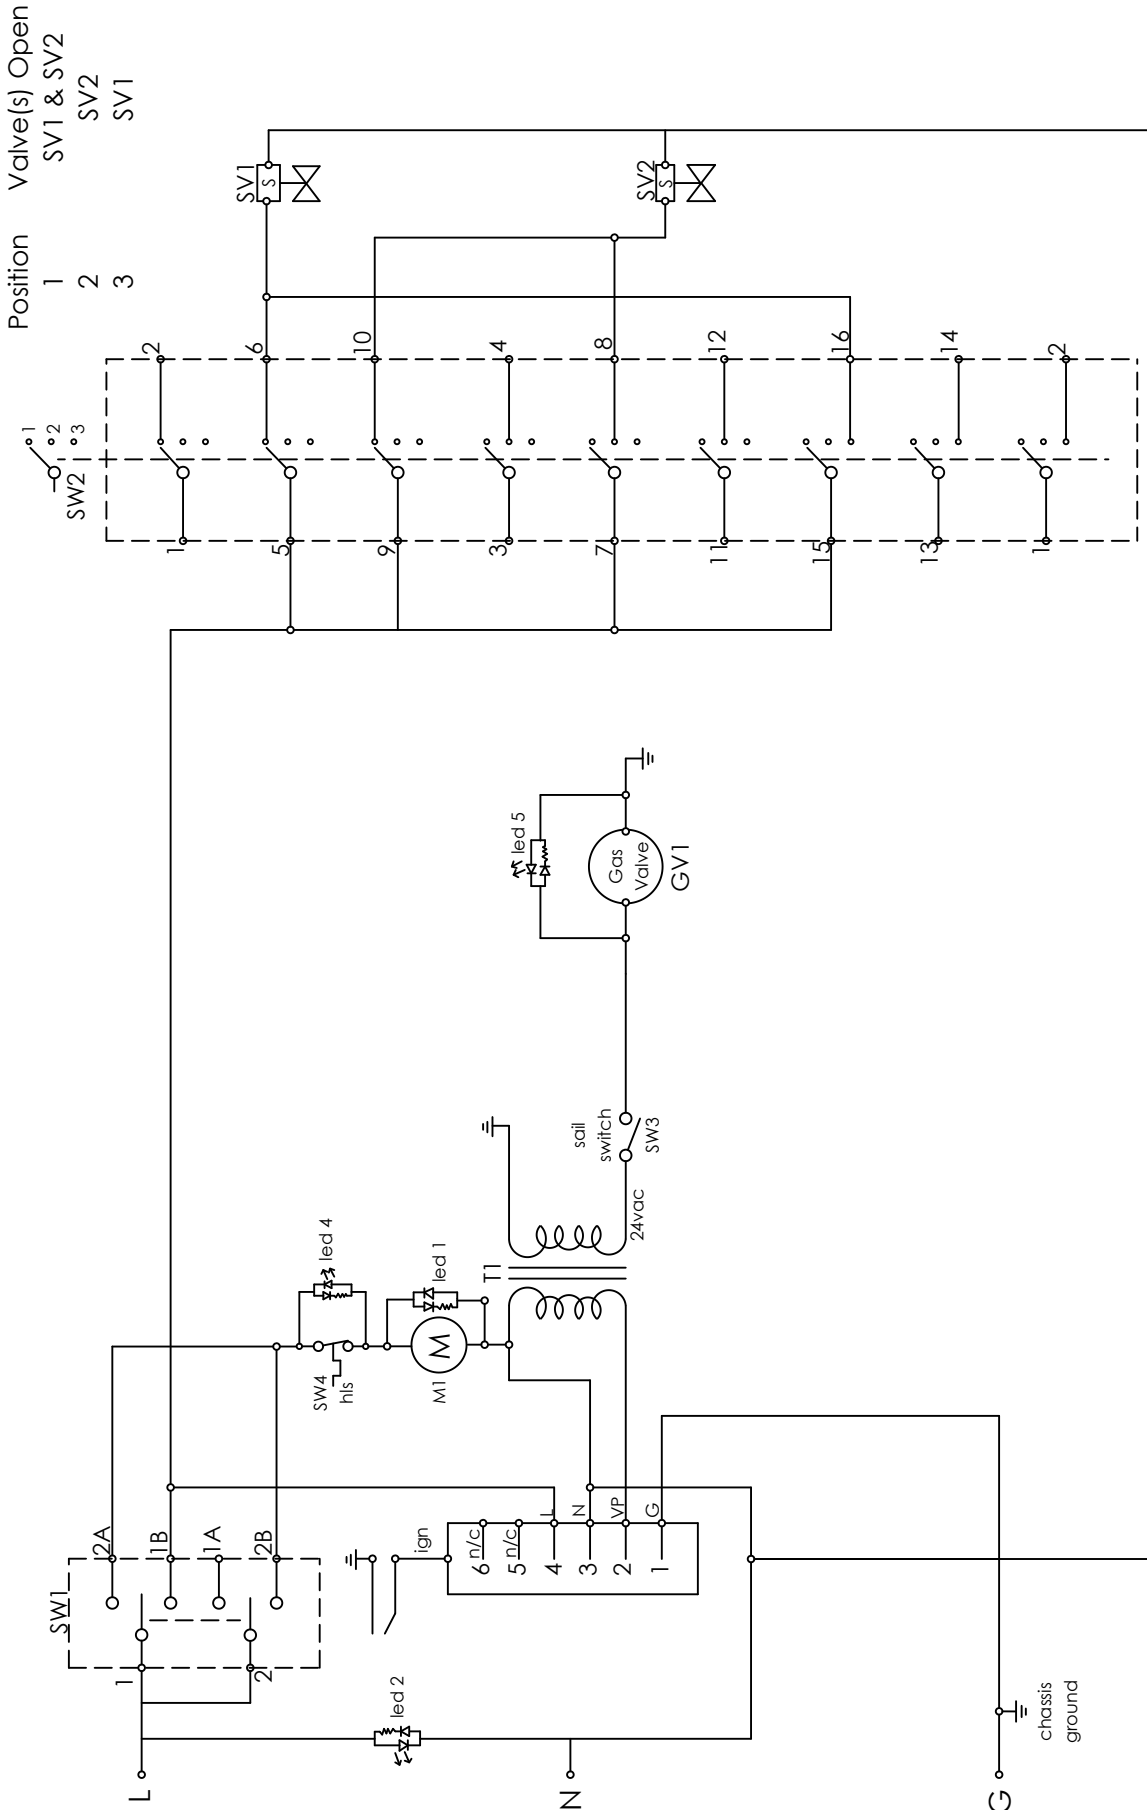 Position Valve(s) Open
1 SV1 & SV2
2 SV2
3 SV1
SW2
1
2
3
1
2
5
6
9
10
3
4
7
8
11
12
15
16
13
14
1
2
SV1
S
SV2
S
SW1
1
2
2A
1B
1A
2B
SW4
hls
led 4
M
M1
led 1
T1
24vac
sail
switch
SW3
led 5
Gas
Valve
GV1
ign
6 n/c
5 n/c
4 L
3 N
2 VP
1 G
led 2
L
N
G
chassis
ground